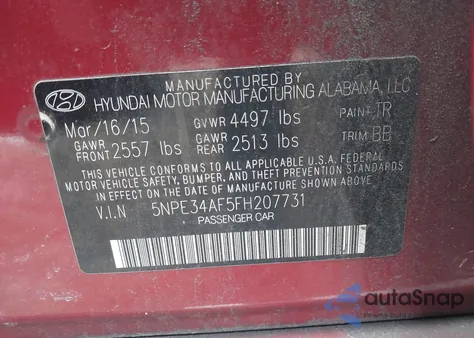 MANUFACTURED BY
HYUNDAI MOTOR MANUFACTURING ALABAMA, LLC
Mar/16/15 GVWR 4497 lbs PAINT TR
GAWR FRONT 2557 lbs GAWR REAR 2513 lbs TRIM BB
THIS VEHICLE CONFORMS TO ALL APPLICABLE U.S.A. FEDERAL
MOTOR VEHICLE SAFETY, BUMPER, AND THEFT PREVENTION STANDARDS
IN EFFECT ON THE DATE OF MANUFACTURE SHOWN ABOVE.
V.I.N 5NPE34AF5FH207731
PASSENGER CAR
autoSnap